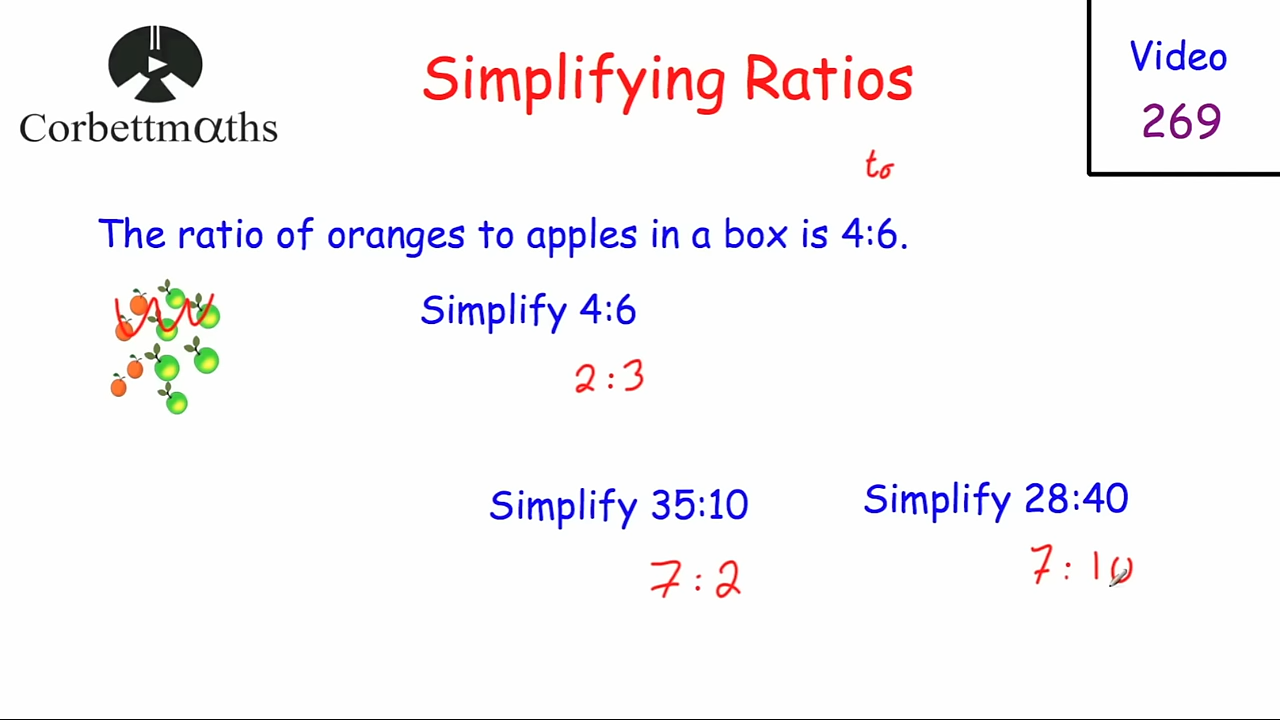 Corbettmαths
Simplifying Ratios
Video
269
to
The ratio of oranges to apples in a box is 4:6.
Simplify 4:6
2:3
Simplify 35:10
7:2
Simplify 28:40
7:10